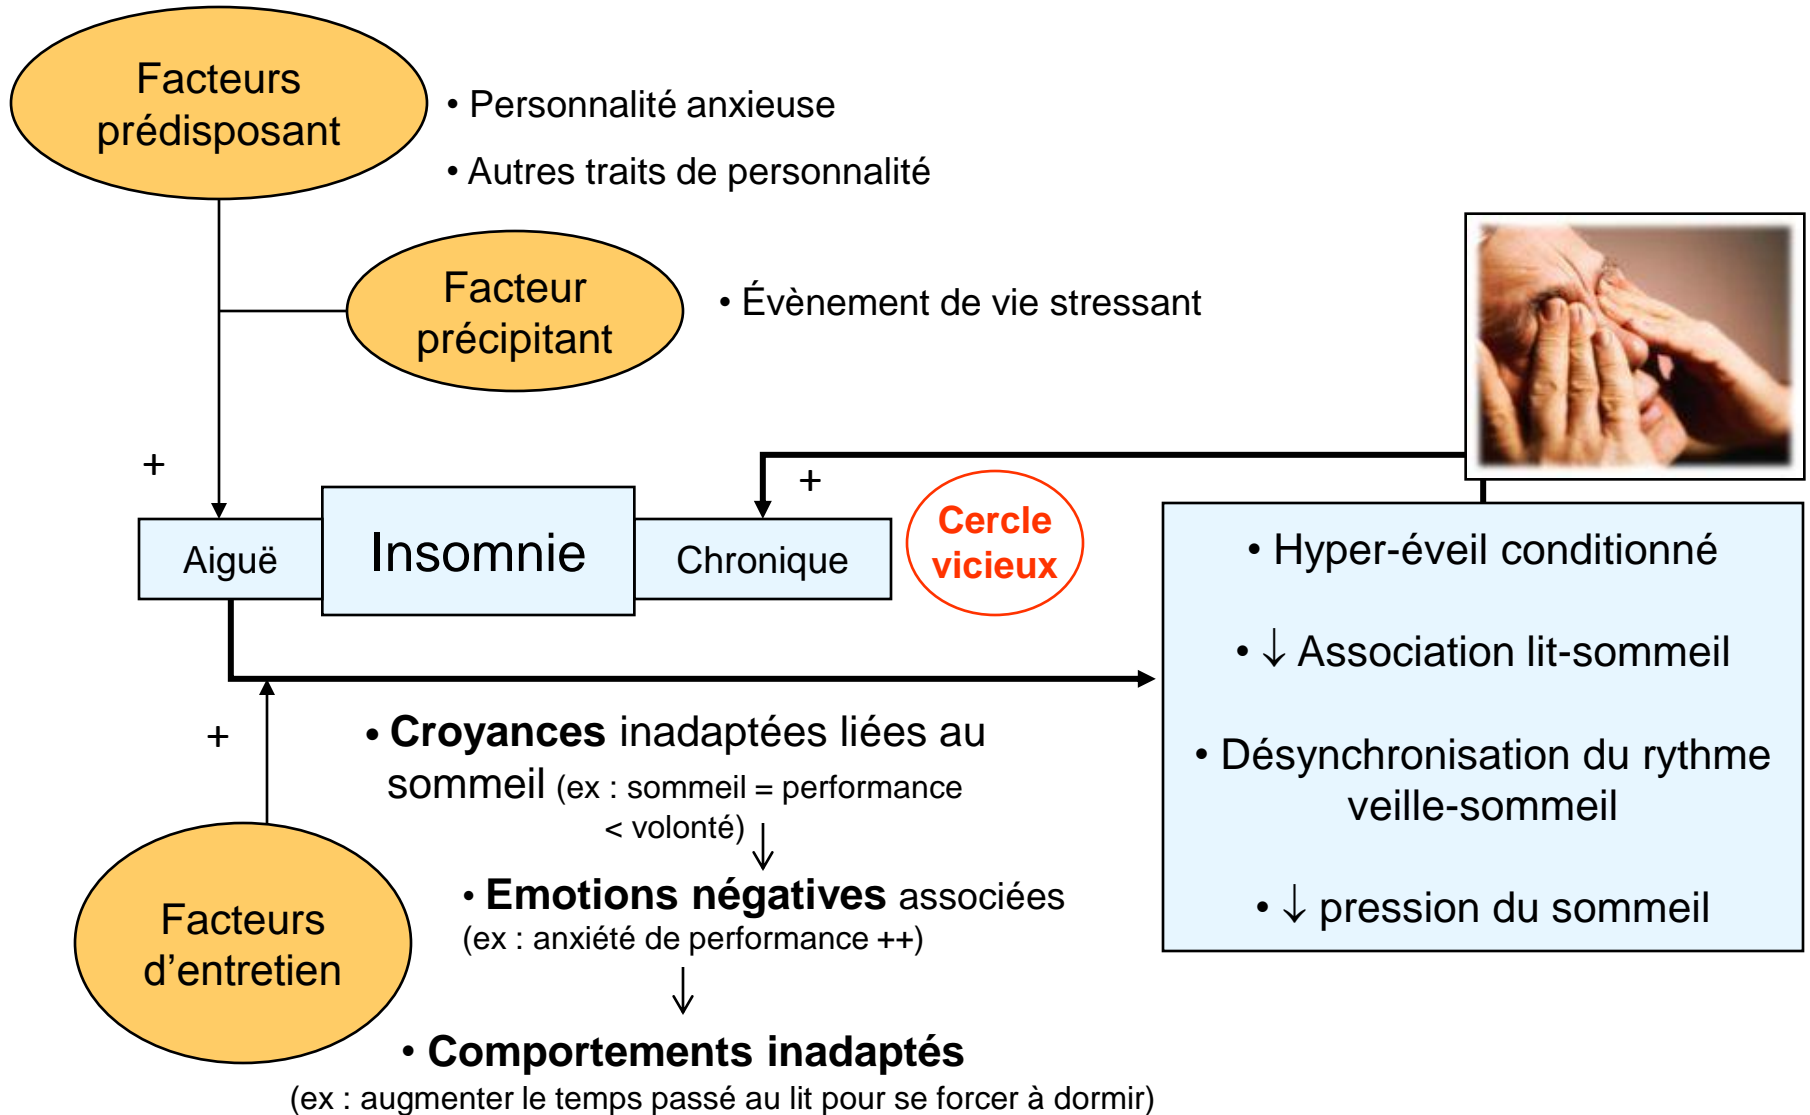 Facteurs
prédisposant
• Personnalité anxieuse
• Autres traits de personnalité
Facteur
précipitant
• Évènement de vie stressant
+
+
Aiguë
Insomnie
Chronique
Cercle
vicieux
• Hyper-éveil conditionné
• ↓ Association lit-sommeil
• Désynchronisation du rythme
veille-sommeil
• ↓ pression du sommeil
+
• Croyances inadaptées liées au
sommeil (ex : sommeil = performance
< volonté)
↓
• Emotions négatives associées
(ex : anxiété de performance ++)
↓
• Comportements inadaptés
(ex : augmenter le temps passé au lit pour se forcer à dormir)
Facteurs
d’entretien